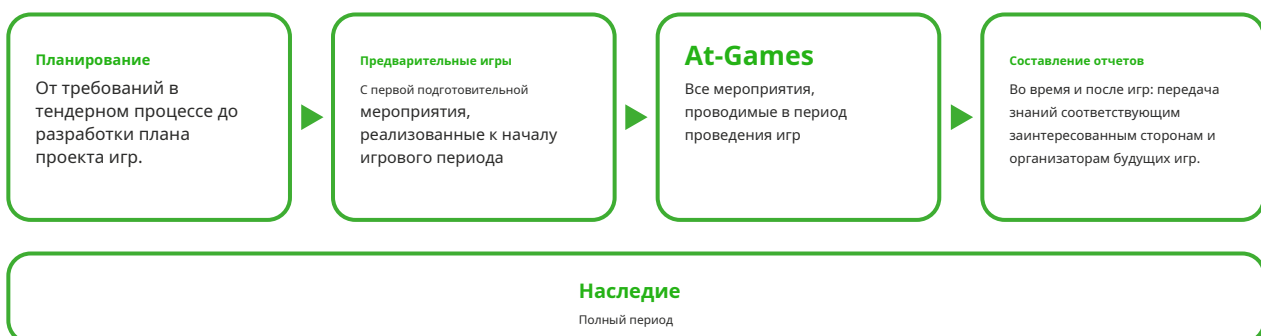 Планирование
От требований в
тендерном процессе до
разработки плана
проекта игр.
Предварительные игры
С первой подготовительной
мероприятия,
реализованные к началу
игрового периода
At-Games
Все мероприятия,
проводимые в период
проведения игр
Составление отчетов
Во время и после игр: передача
знаний соответствующим
заинтересованным сторонам и
организаторам будущих игр.
Наследие
Полный период